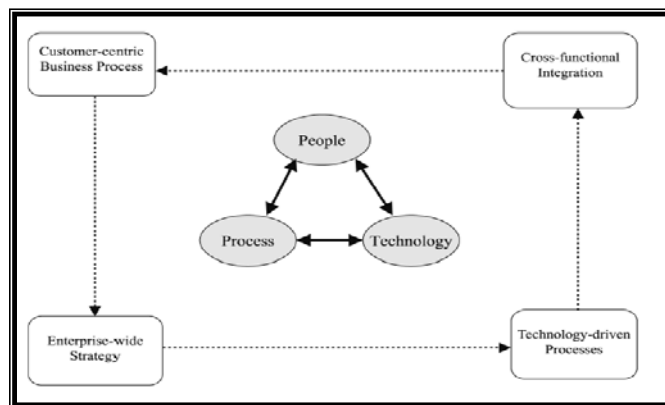 Customer-centric
Business Process
Cross-functional
Integration
People
Process
Technology
Enterprise-wide
Strategy
Technology-driven
Processes